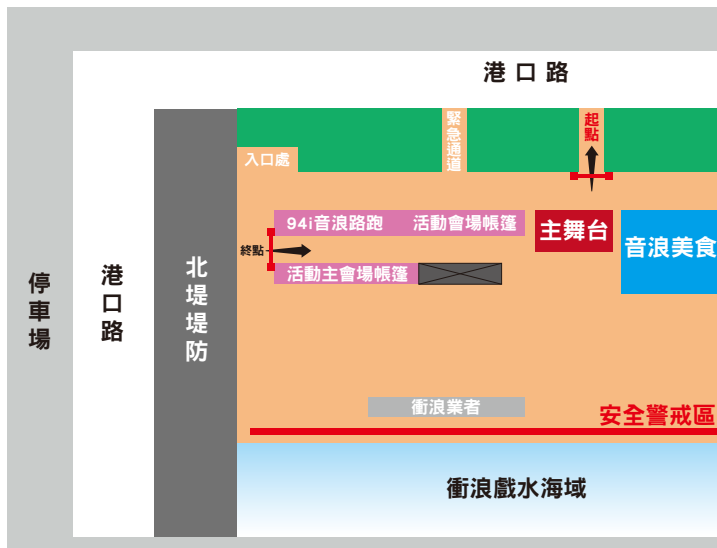 港口路
緊急通道
起點
入口處
94i音浪路跑 活動會場帳篷
主舞台
音浪美食
終點
活動主會場帳篷
北堤堤防
港口路
停車場
衝浪業者
安全警戒區
衝浪戲水海域